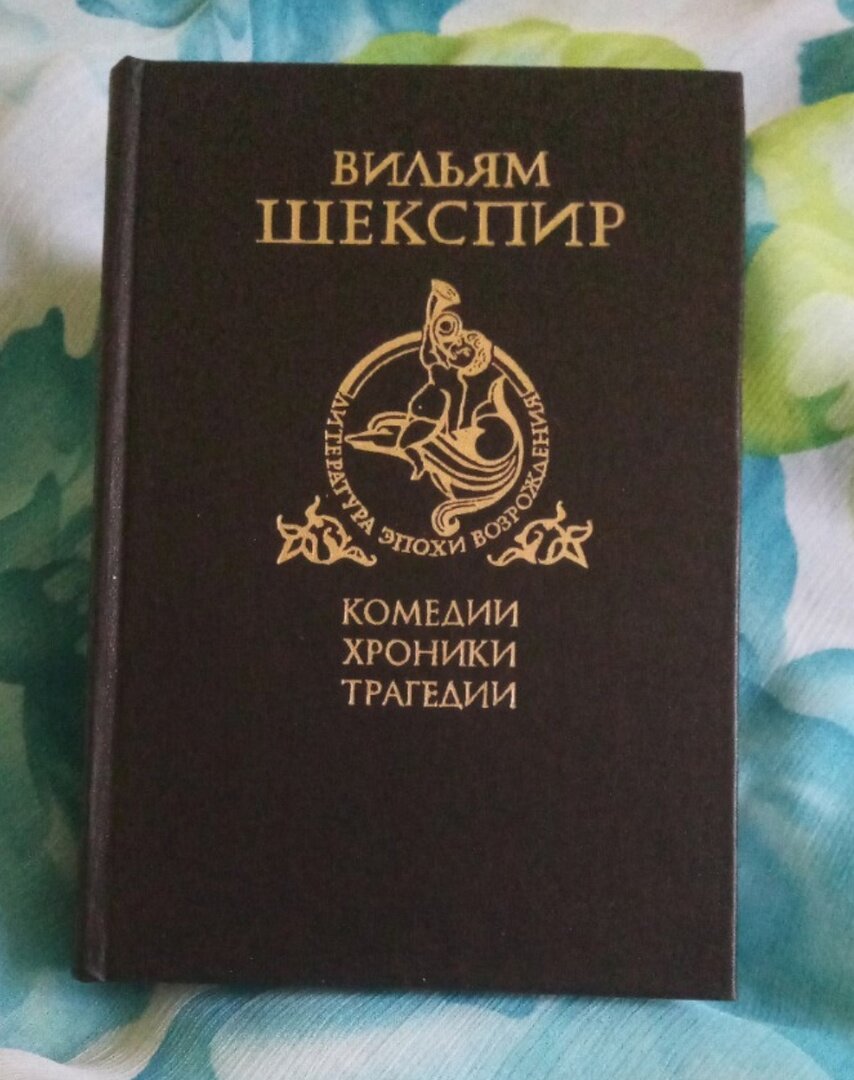 ВИЛЬЯМ
ШЕКСПИР
ЛИТЕРАТУРА ЭПОХИ ВОЗРОЖДЕНИЯ
КОМЕДИИ
ХРОНИКИ
ТРАГЕДИИ